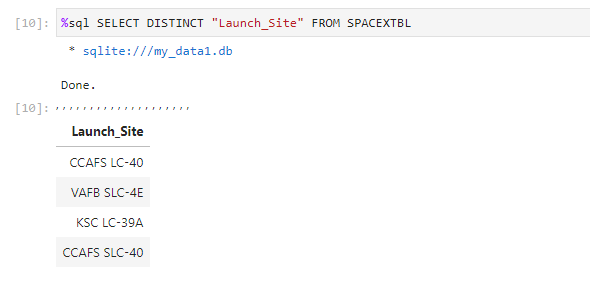 [10]: %sql SELECT DISTINCT "Launch_Site" FROM SPACEXTBL
* sqlite:///my_data1.db
Done.
[10]: ,,,,,,,,,,,,,,,,,,,,
Launch_Site
CCAFS LC-40
VAFB SLC-4E
KSC LC-39A
CCAFS SLC-40